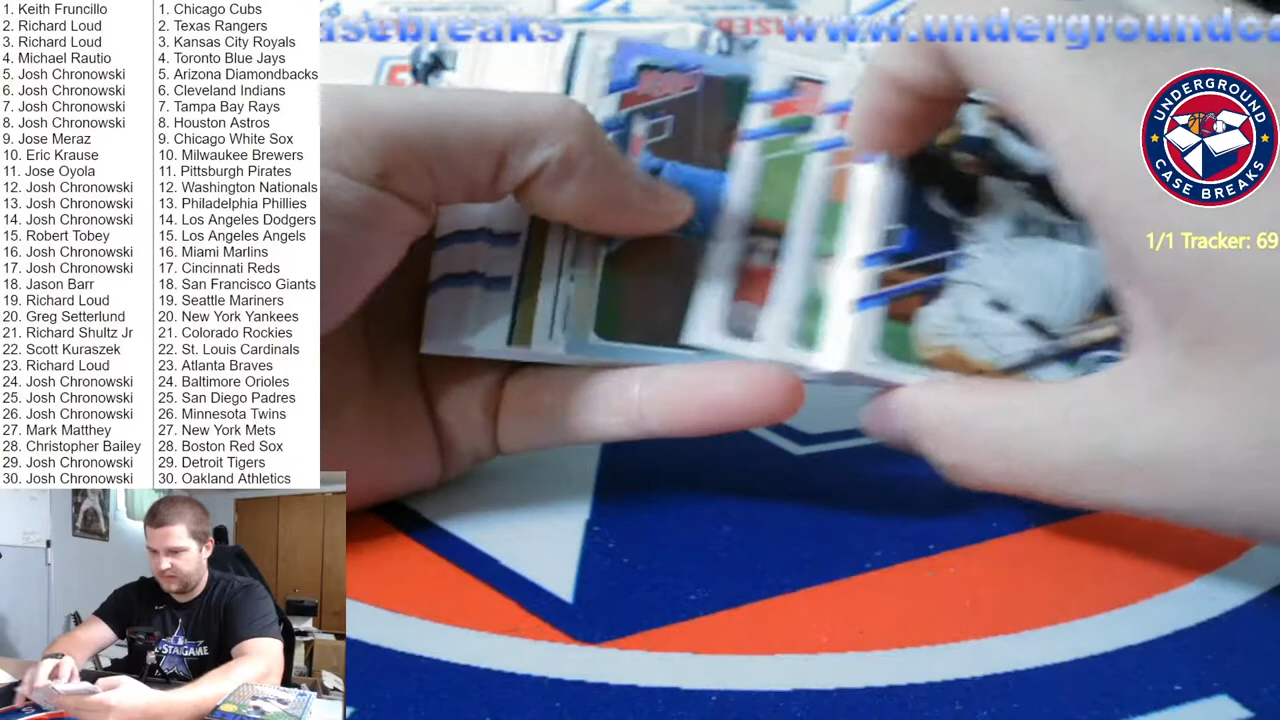 1. Keith Fruncillo
2. Richard Loud
3. Richard Loud
4. Michael Rautio
5. Josh Chronowski
6. Josh Chronowski
7. Josh Chronowski
8. Josh Chronowski
9. Jose Meraz
10. Eric Krause
11. Jose Oyola
12. Josh Chronowski
13. Josh Chronowski
14. Josh Chronowski
15. Robert Tobey
16. Josh Chronowski
17. Josh Chronowski
18. Jason Barr
19. Richard Loud
20. Greg Setterlund
21. Richard Shultz Jr
22. Scott Kuraszek
23. Richard Loud
24. Josh Chronowski
25. Josh Chronowski
26. Josh Chronowski
27. Mark Matthey
28. Christopher Bailey
29. Josh Chronowski
30. Josh Chronowski
1. Chicago Cubs
2. Texas Rangers
3. Kansas City Royals
4. Toronto Blue Jays
5. Arizona Diamondbacks
6. Cleveland Indians
7. Tampa Bay Rays
8. Houston Astros
9. Chicago White Sox
10. Milwaukee Brewers
11. Pittsburgh Pirates
12. Washington Nationals
13. Philadelphia Phillies
14. Los Angeles Dodgers
15. Los Angeles Angels
16. Miami Marlins
17. Cincinnati Reds
18. San Francisco Giants
19. Seattle Mariners
20. New York Yankees
21. Colorado Rockies
22. St. Louis Cardinals
23. Atlanta Braves
24. Baltimore Orioles
25. San Diego Padres
26. Minnesota Twins
27. New York Mets
28. Boston Red Sox
29. Detroit Tigers
30. Oakland Athletics
asebreaks www.undergroundca
UNDERGROUND
CASE BREAKS
1/1 Tracker: 69